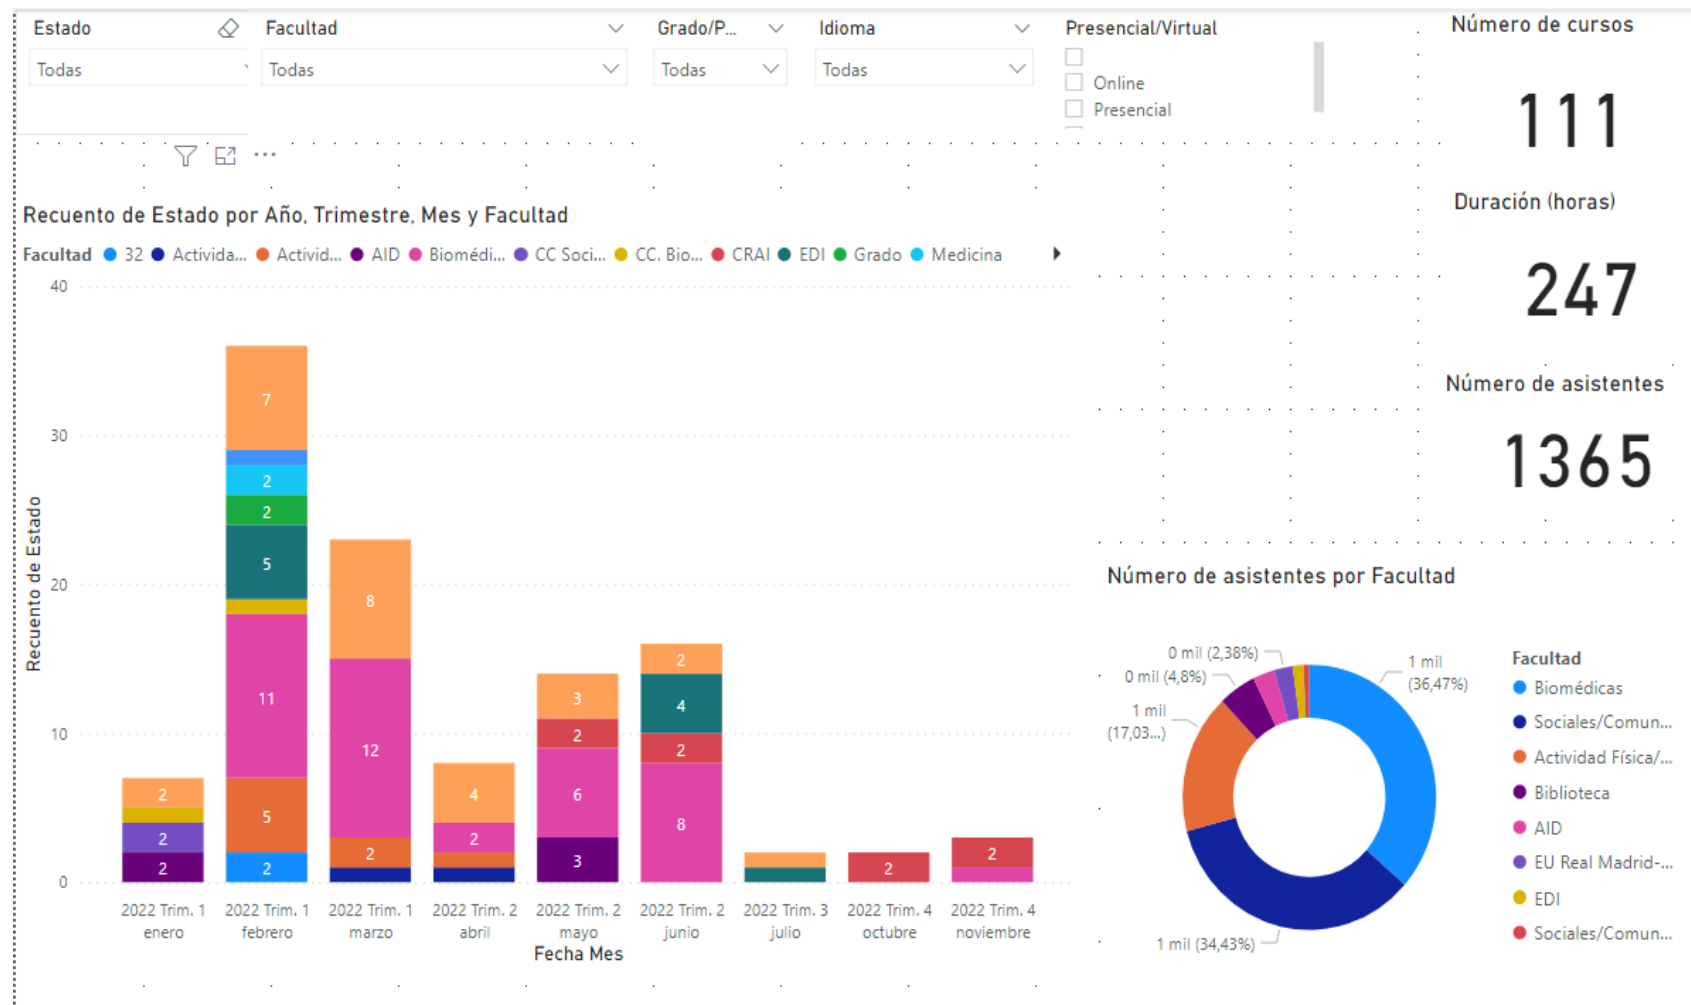 Estado Facultad Grado/P... Idioma Presencial/Virtual
Todas Todas Todas Todas
Online
Presencial
Número de cursos
111
Duración (horas)
247
Número de asistentes
1365
Recuento de Estado por Año, Trimestre, Mes y Facultad
Facultad 32 Activida... Activid... AID Biomédi... CC Soci... CC. Bio... CRAI EDI Grado Medicina
Recuento de Estado
40
30
20
10
0
2
2
2
7
2
2
5
11
5
2
8
12
2
4
2
3
2
6
3
2
4
2
8
2
2
2022 Trim. 1 enero
2022 Trim. 1 febrero
2022 Trim. 1 marzo
2022 Trim. 2 abril
2022 Trim. 2 mayo
2022 Trim. 2 junio
2022 Trim. 3 julio
2022 Trim. 4 octubre
2022 Trim. 4 noviembre
Fecha Mes
Número de asistentes por Facultad
0 mil (2,38%)
0 mil (4,8%)
1 mil
(17,03...)
1 mil
(36,47%)
1 mil (34,43%)
Facultad
Biomédicas
Sociales/Comun...
Actividad Física/...
Biblioteca
AID
EU Real Madrid-...
EDI
Sociales/Comun...